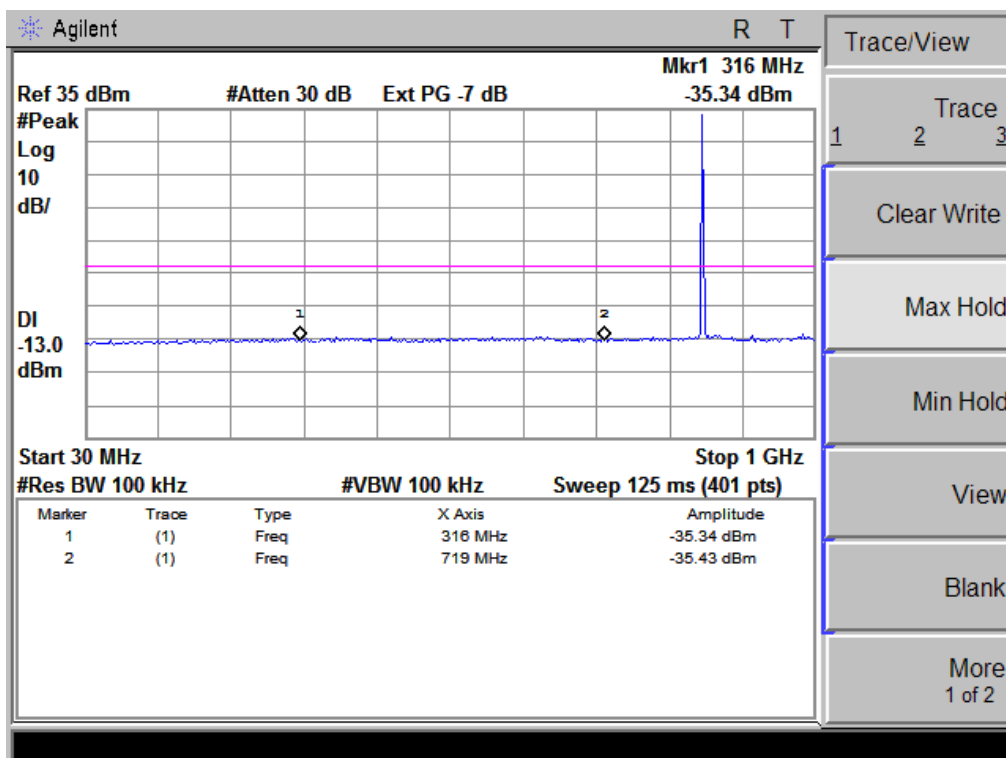 Agilent R T Trace/View
Mkr1 316 MHz
Ref 35 dBm #Atten 30 dB Ext PG -7 dB -35.34 dBm
#Peak
Log
10
dB/
1 2
DI
-13.0
dBm
Start 30 MHz Stop 1 GHz
#Res BW 100 kHz #VBW 100 kHz Sweep 125 ms (401 pts)
Marker Trace Type X Axis Amplitude
1 (1) Freq 316 MHz -35.34 dBm
2 (1) Freq 719 MHz -35.43 dBm
Trace
1 2 3
Clear Write
Max Hold
Min Hold
View
Blank
More
1 of 2